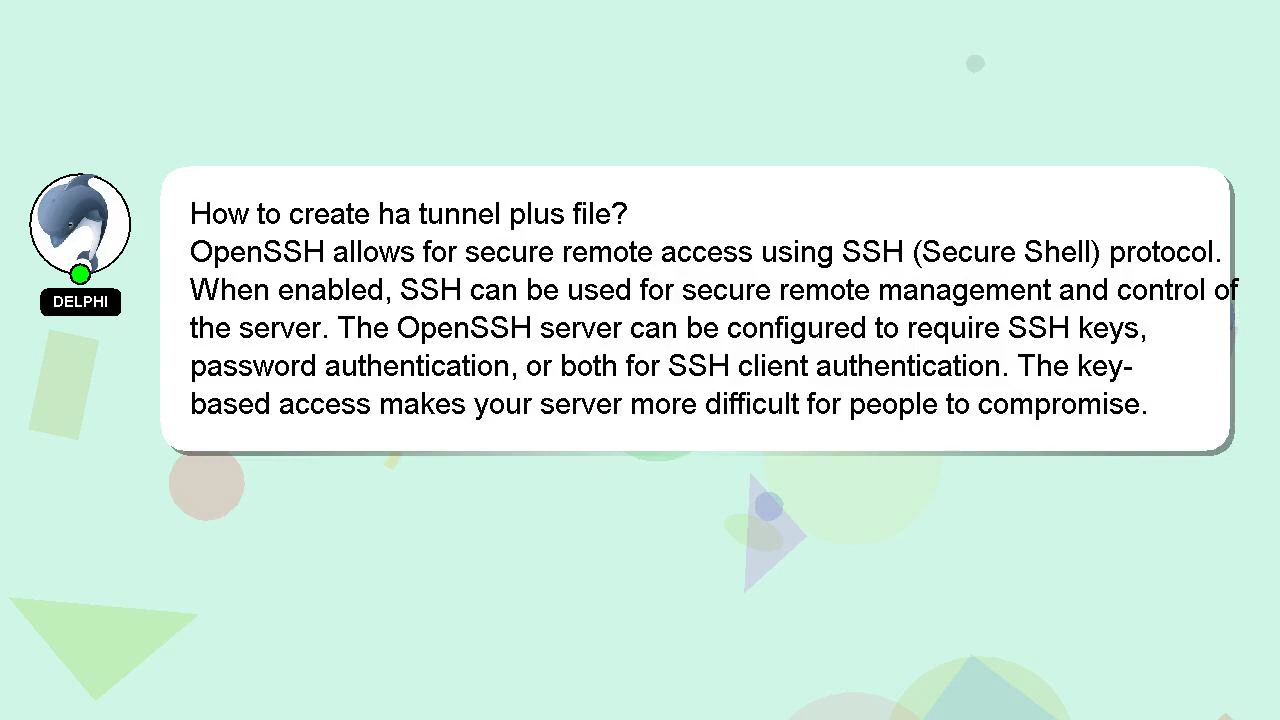 How to create ha tunnel plus file?
OpenSSH allows for secure remote access using SSH (Secure Shell) protocol.
When enabled, SSH can be used for secure remote management and control of
the server. The OpenSSH server can be configured to require SSH keys,
password authentication, or both for SSH client authentication. The key-
based access makes your server more difficult for people to compromise.
DELPHI